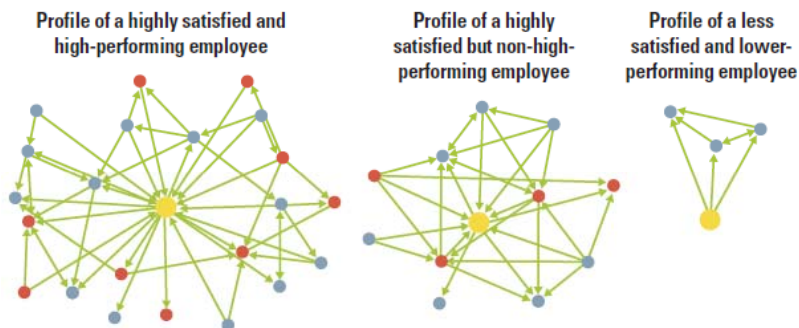 Profile of a highly satisfied and
high-performing employee
Profile of a highly
satisfied but non-high-
performing employee
Profile of a less
satisfied and lower-
performing employee